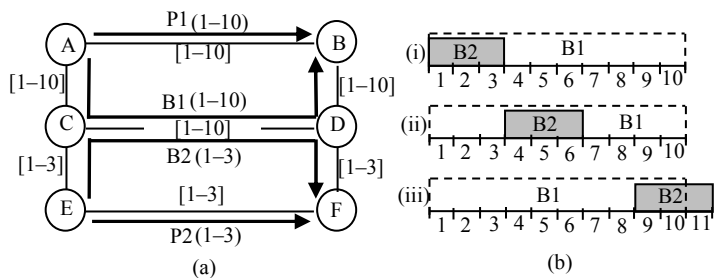 P1 (1–10)
A
B
[1–10]
[1–10]
[1–10]
B1 (1–10)
C
D
[1–10]
B2 (1–3)
[1–3]
[1–3]
[1–3]
E
F
P2 (1–3)
(a)
(i)
B2
B1
1 2 3 4 5 6 7 8 9 10
(ii)
B2
B1
1 2 3 4 5 6 7 8 9 10
(iii)
B1
B2
1 2 3 4 5 6 7 8 9 10 11
(b)